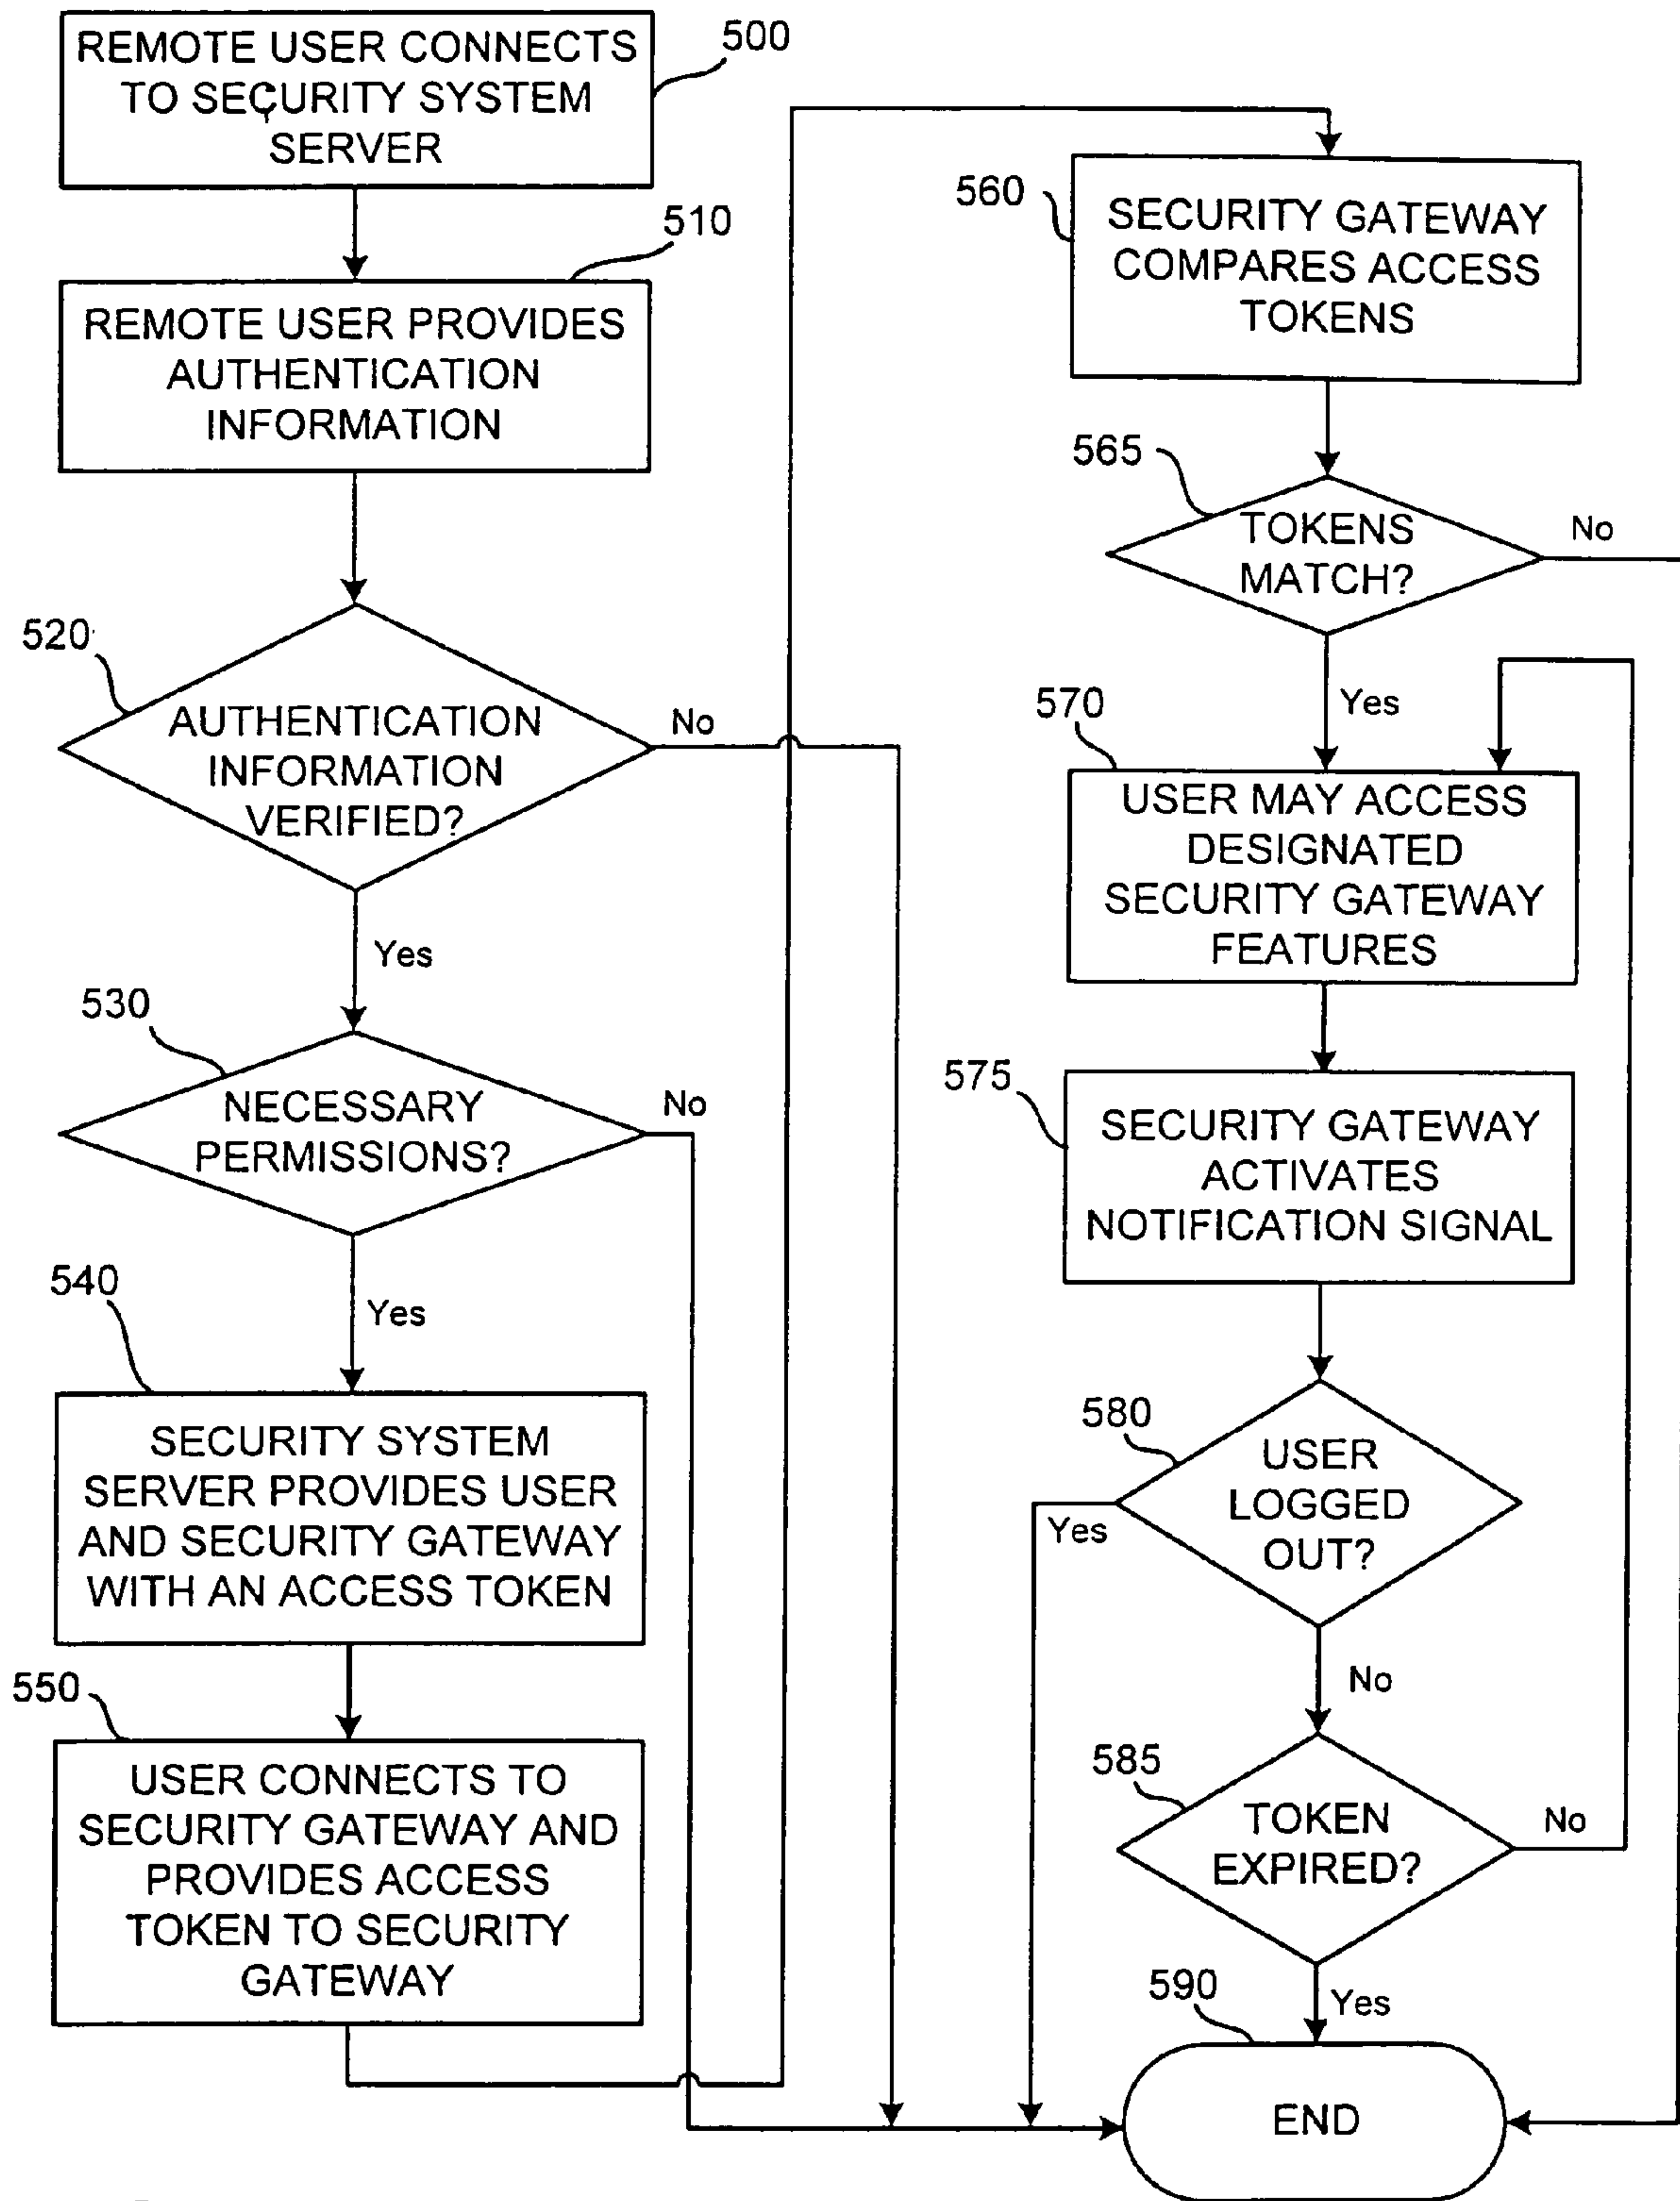 500
REMOTE USER CONNECTS
TO SECURITY SYSTEM
SERVER
510
REMOTE USER PROVIDES
AUTHENTICATION
INFORMATION
520
AUTHENTICATION
INFORMATION
VERIFIED?
No
Yes
530
NECESSARY
PERMISSIONS?
No
Yes
540
SECURITY SYSTEM
SERVER PROVIDES USER
AND SECURITY GATEWAY
WITH AN ACCESS TOKEN
550
USER CONNECTS TO
SECURITY GATEWAY AND
PROVIDES ACCESS
TOKEN TO SECURITY
GATEWAY
560
SECURITY GATEWAY
COMPARES ACCESS
TOKENS
565
TOKENS
MATCH?
No
Yes
570
USER MAY ACCESS
DESIGNATED
SECURITY GATEWAY
FEATURES
575
SECURITY GATEWAY
ACTIVATES
NOTIFICATION SIGNAL
580
USER
LOGGED
OUT?
Yes
No
585
TOKEN
EXPIRED?
No
Yes
590
END